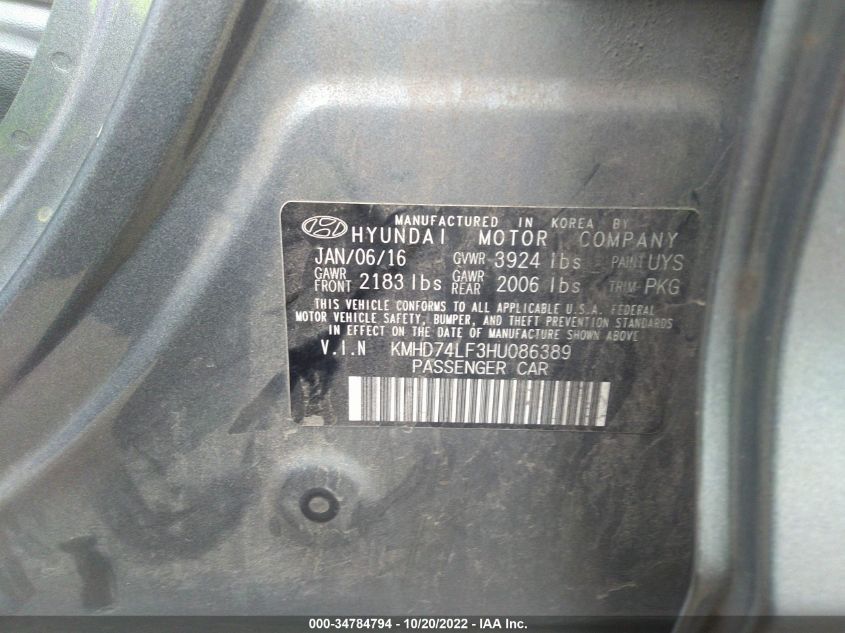 MANUFACTURED IN KOREA BY
HYUNDAI MOTOR COMPANY
JAN/06/16 GVWR 3924 lbs PAINT UYS
GAWR FRONT 2183 lbs GAWR REAR 2006 lbs TRIM PKG
THIS VEHICLE CONFORMS TO ALL APPLICABLE U.S.A. FEDERAL
MOTOR VEHICLE SAFETY, BUMPER, AND THEFT PREVENTION STANDARDS
IN EFFECT ON THE DATE OF MANUFACTURE SHOWN ABOVE
V.I.N KMHD74LF3HU086389
PASSENGER CAR
000-34784794 - 10/20/2022 - IAA Inc.